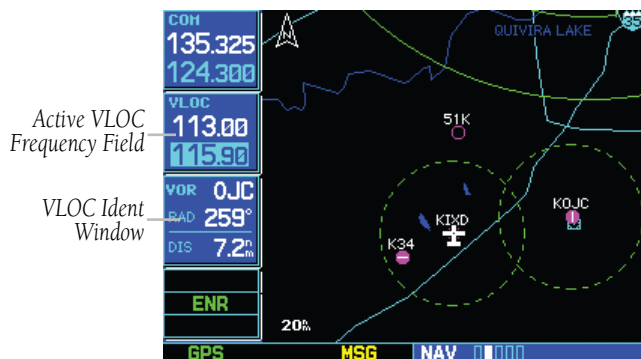 COM
135.325
124.300
VLOC
113.00
115.90
VOR OJC
RAD 259°
DIS 7.2nm
ENR
GPS
MSG
NAV
Active VLOC
Frequency Field
VLOC Ident
Window
N
QUIVIRA LAKE
35
51K
KOJC
KIXD
K34
20nm